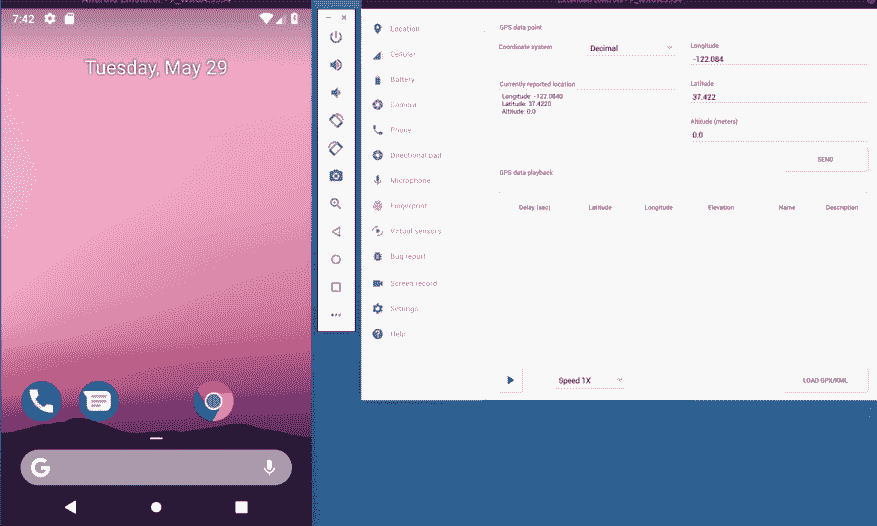 7:42
Tuesday, May 29
G
Location
Cellular
Battery
Camera
Phone
Directional pad
Microphone
Fingerprint
Virtual sensors
Bug report
Screen record
Settings
Help
GPS data point
Coordinate system
Decimal
Longitude
-122.084
Currently reported location
Longitude: -122.0840
Latitude: 37.4220
Altitude: 0.0
Latitude
37.422
Altitude (meters)
0.0
SEND
GPS data playback
Delay (sec) Latitude Longitude Elevation Name Description
Speed 1X
LOAD GPX/KML